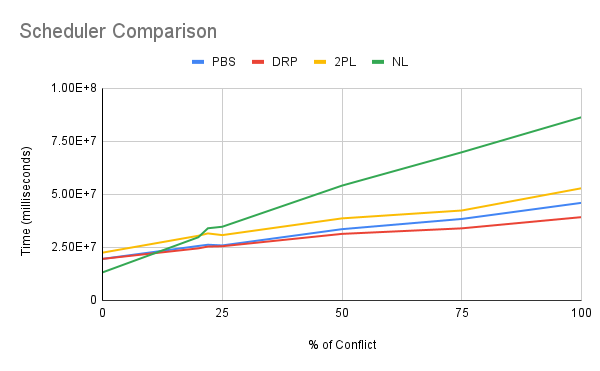 Scheduler Comparison
PBS DRP 2PL NL
1.00E+8
7.50E+7
5.00E+7
2.50E+7
0
Time (milliseconds)
0 25 50 75 100
% of Conflict